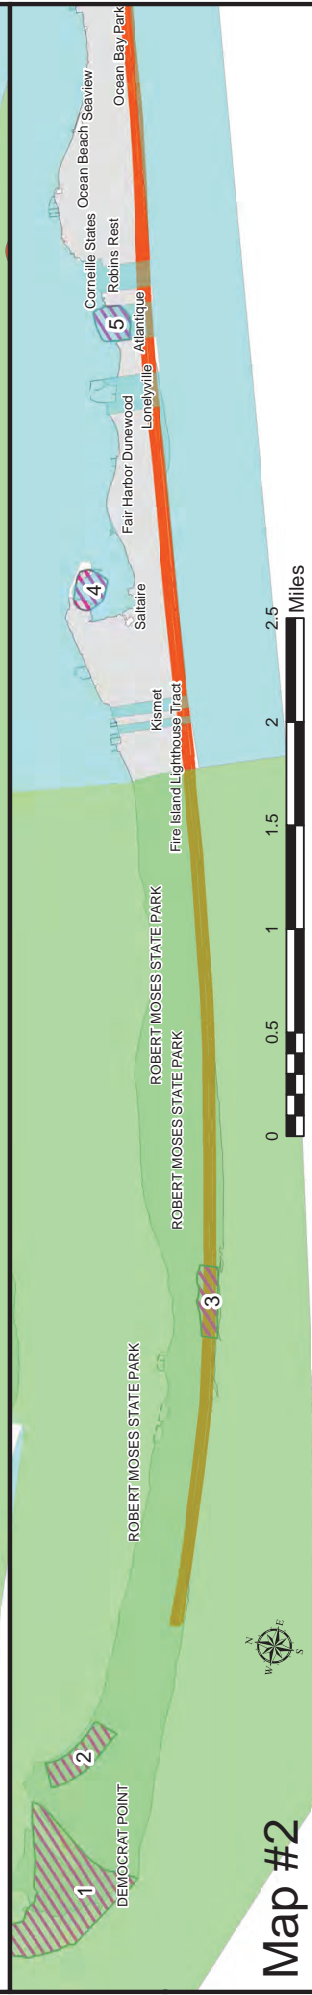 Map #2
1
DEMOCRAT POINT
2
ROBERT MOSES STATE PARK
3
ROBERT MOSES STATE PARK
ROBERT MOSES STATE PARK
Fire Island Lighthouse Tract
Kismet
4
Saltaire
Fair Harbor Dunewood
Lonelyville
Atlantique
5
Robins Rest
Corneille States
Ocean Beach
Seaview
Ocean Bay Park
N
W
E
S
0 0.5 1 1.5 2 2.5
Miles